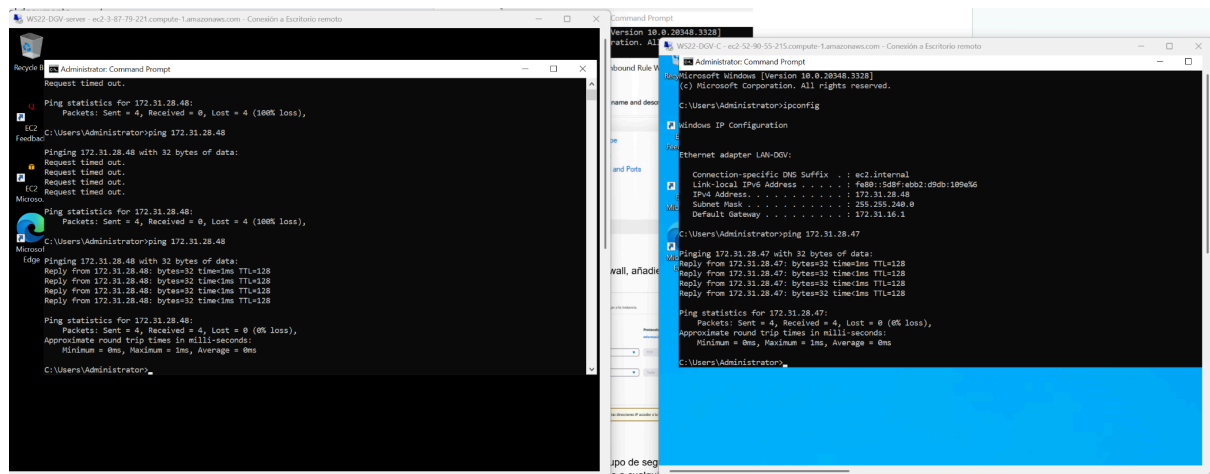 WS22-DGV-server - ec2-3-87-79-221.compute-1.amazonaws.com - Conexión a Escritorio remoto
Recycle B
EC2
Feedbac
EC2
Microso.
Microsof
Edge
Administrator: Command Prompt
Request timed out.
Ping statistics for 172.31.28.48:
Packets: Sent = 4, Received = 0, Lost = 4 (100% loss),
C:\Users\Administrator>ping 172.31.28.48
Pinging 172.31.28.48 with 32 bytes of data:
Request timed out.
Request timed out.
Request timed out.
Request timed out.
Ping statistics for 172.31.28.48:
Packets: Sent = 4, Received = 0, Lost = 4 (100% loss),
C:\Users\Administrator>ping 172.31.28.48
Pinging 172.31.28.48 with 32 bytes of data:
Reply from 172.31.28.48: bytes=32 time=1ms TTL=128
Reply from 172.31.28.48: bytes=32 time<1ms TTL=128
Reply from 172.31.28.48: bytes=32 time<1ms TTL=128
Reply from 172.31.28.48: bytes=32 time<1ms TTL=128
Ping statistics for 172.31.28.48:
Packets: Sent = 4, Received = 4, Lost = 0 (0% loss),
Approximate round trip times in milli-seconds:
Minimum = 0ms, Maximum = 1ms, Average = 0ms
C:\Users\Administrator>
Command Prompt
Version 10.0.20348.3328]
ration. Al
nbound Rule W
name and desc
and Ports
wall, añadie
upo de seg
WS22-DGV-C - ec2-52-90-55-215.compute-1.amazonaws.com - Conexión a Escritorio remoto
Administrator: Command Prompt
Microsoft Windows [Version 10.0.20348.3328]
(c) Microsoft Corporation. All rights reserved.
C:\Users\Administrator>ipconfig
Windows IP Configuration
Ethernet adapter LAN-DGV:
Connection-specific DNS Suffix . : ec2.internal
Link-local IPv6 Address . . . . . : fe80::5d8f:ebb2:d9db:109e%6
IPv4 Address. . . . . . . . . . . : 172.31.28.48
Subnet Mask . . . . . . . . . . . : 255.255.240.0
Default Gateway . . . . . . . . . : 172.31.16.1
C:\Users\Administrator>ping 172.31.28.47
Pinging 172.31.28.47 with 32 bytes of data:
Reply from 172.31.28.47: bytes=32 time=1ms TTL=128
Reply from 172.31.28.47: bytes=32 time<1ms TTL=128
Reply from 172.31.28.47: bytes=32 time<1ms TTL=128
Reply from 172.31.28.47: bytes=32 time<1ms TTL=128
Ping statistics for 172.31.28.47:
Packets: Sent = 4, Received = 4, Lost = 0 (0% loss),
Approximate round trip times in milli-seconds:
Minimum = 0ms, Maximum = 1ms, Average = 0ms
C:\Users\Administrator>